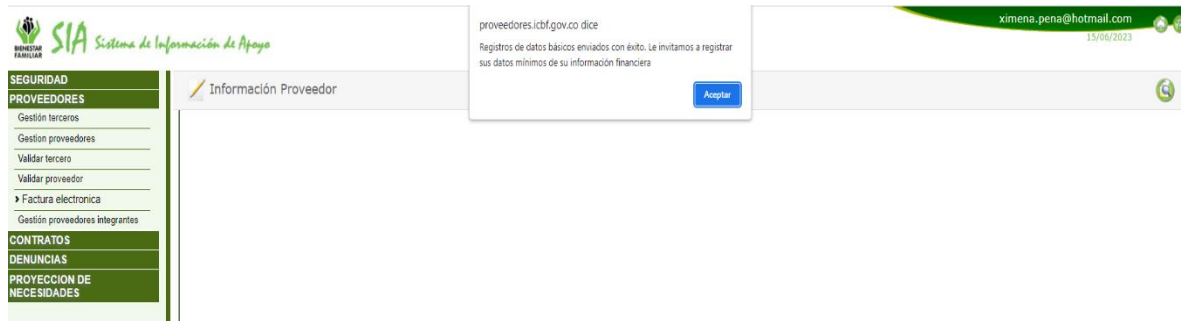 BIENESTAR
FAMILIAR
SIA Sistema de Información de Apoyo
proveedores.icbf.gov.co dice
Registros de datos básicos enviados con éxito. Le invitamos a registrar
sus datos mínimos de su información financiera
Aceptar
ximena.pena@hotmail.com
15/06/2023
SEGURIDAD
PROVEEDORES
Gestión terceros
Gestion proveedores
Validar tercero
Validar proveedor
Factura electronica
Gestión proveedores integrantes
CONTRATOS
DENUNCIAS
PROYECCION DE
NECESIDADES
Información Proveedor